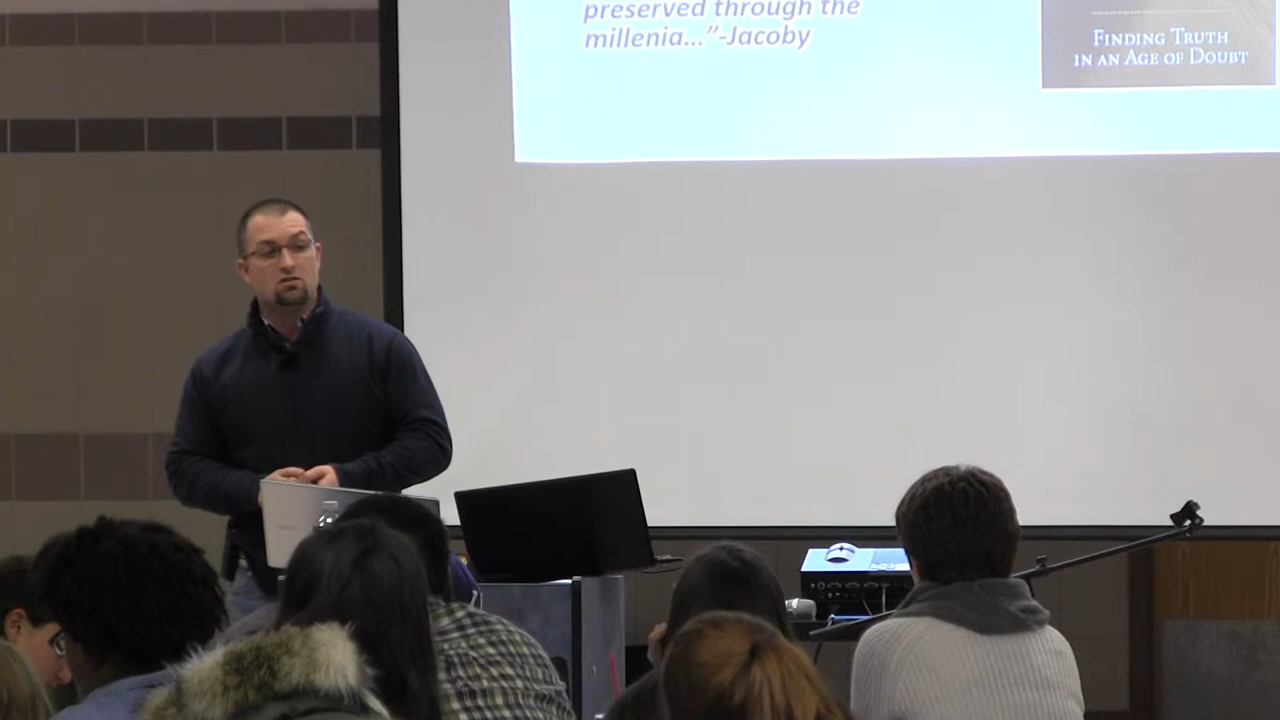 preserved through the
millenia..."-Jacoby
FINDING TRUTH
IN AN AGE OF DOUBT